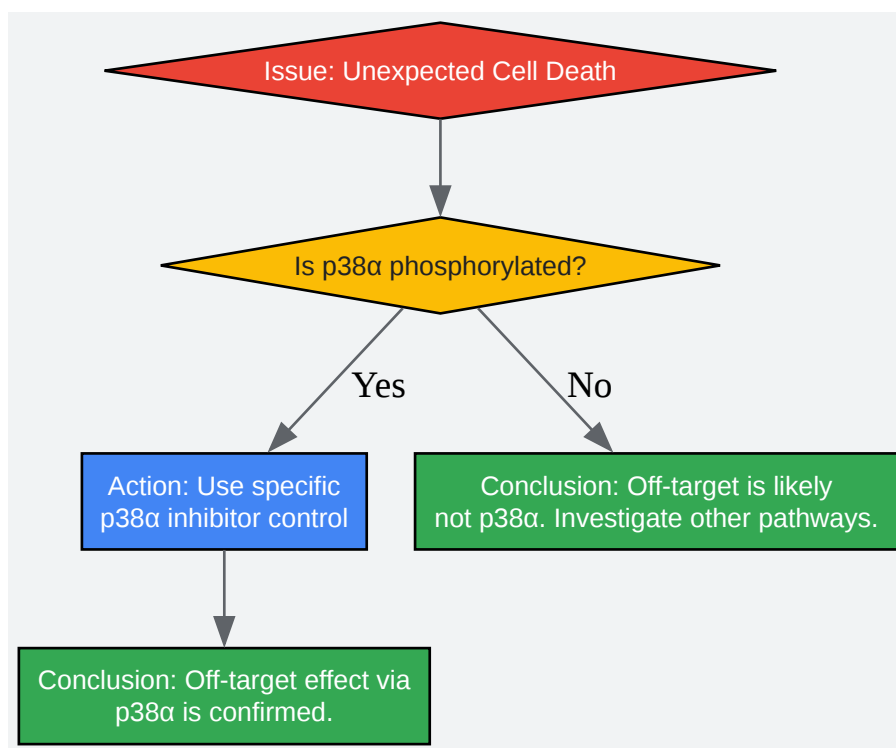 Issue: Unexpected Cell Death
Is p38α phosphorylated?
Yes
No
Action: Use specific
p38α inhibitor control
Conclusion: Off-target is likely
not p38α. Investigate other pathways.
Conclusion: Off-target effect via
p38α is confirmed.